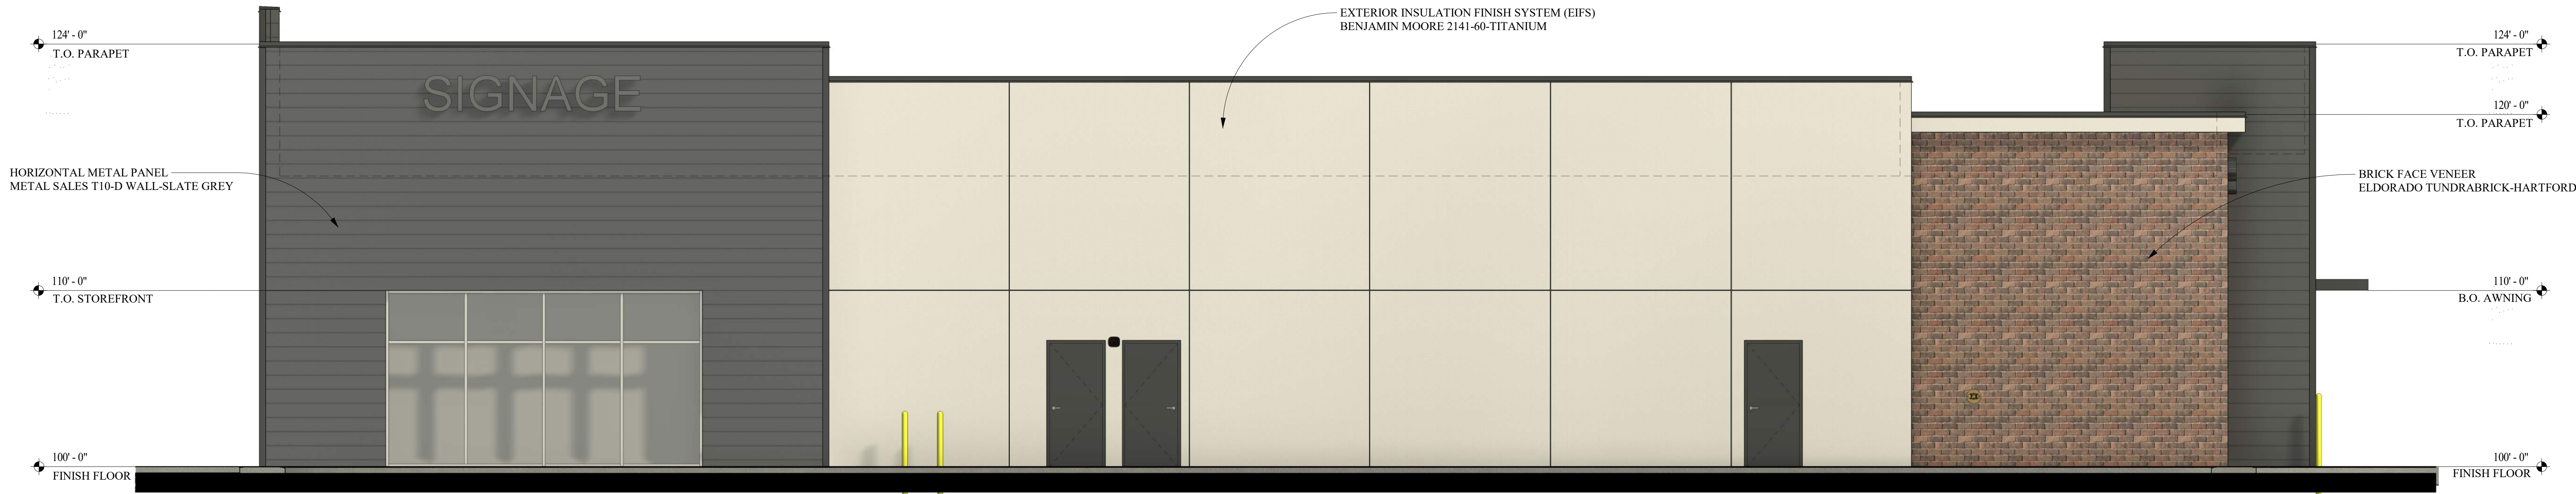 EXTERIOR INSULATION FINISH SYSTEM (EIFS)
BENJAMIN MOORE 2141-60-TITANIUM
124' - 0"
T.O. PARAPET
124' - 0"
T.O. PARAPET
SIGNAGE
120' - 0"
T.O. PARAPET
HORIZONTAL METAL PANEL
METAL SALES T10-D WALL-SLATE GREY
BRICK FACE VENEER
ELDORADO TUNDRABRICK-HARTFORD
110' - 0"
T.O. STOREFRONT
110' - 0"
B.O. AWNING
100' - 0"
FINISH FLOOR
100' - 0"
FINISH FLOOR